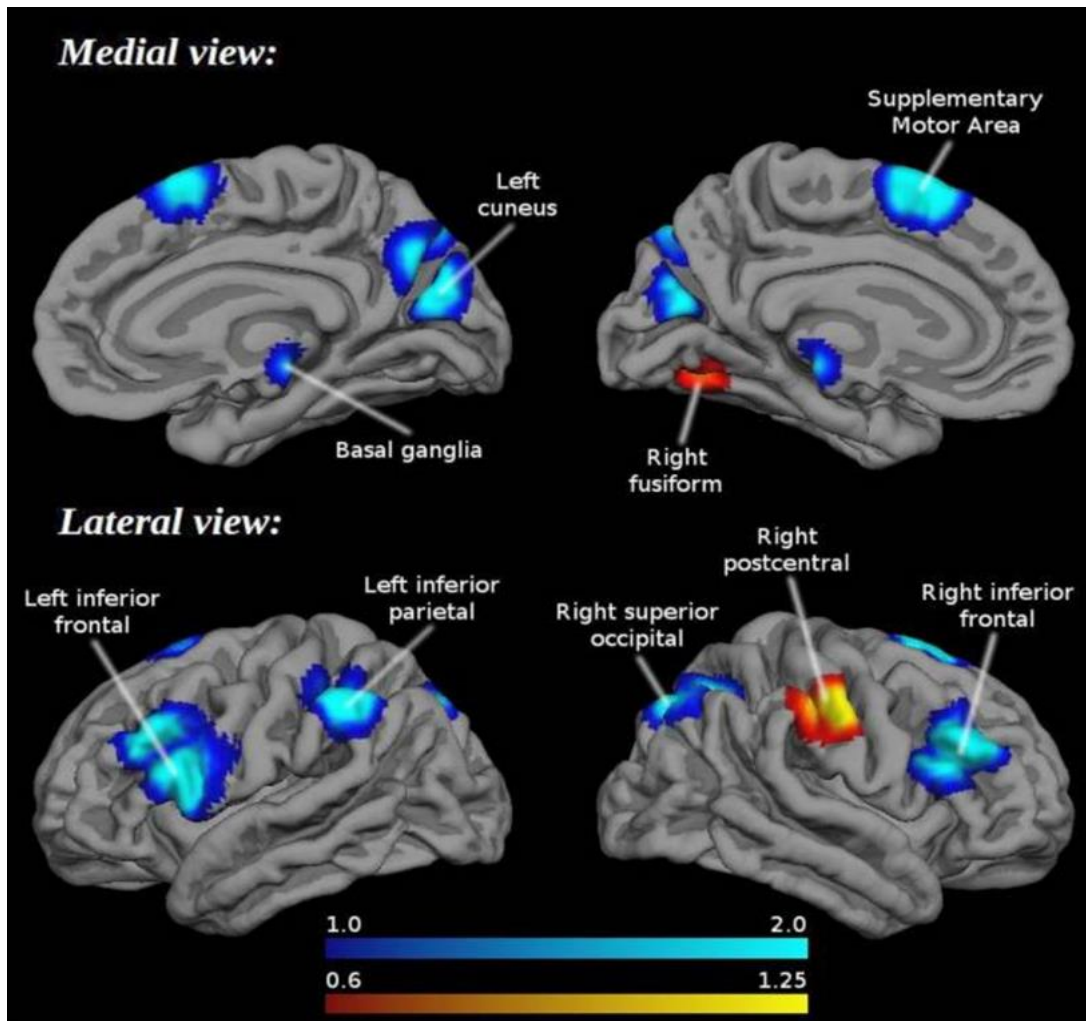 Medial view:
Supplementary
Motor Area
Left
cuneus
Basal ganglia
Right
fusiform
Lateral view:
Right
postcentral
Left inferior
frontal
Left inferior
parietal
Right superior
occipital
Right inferior
frontal
1.0 2.0
0.6 1.25